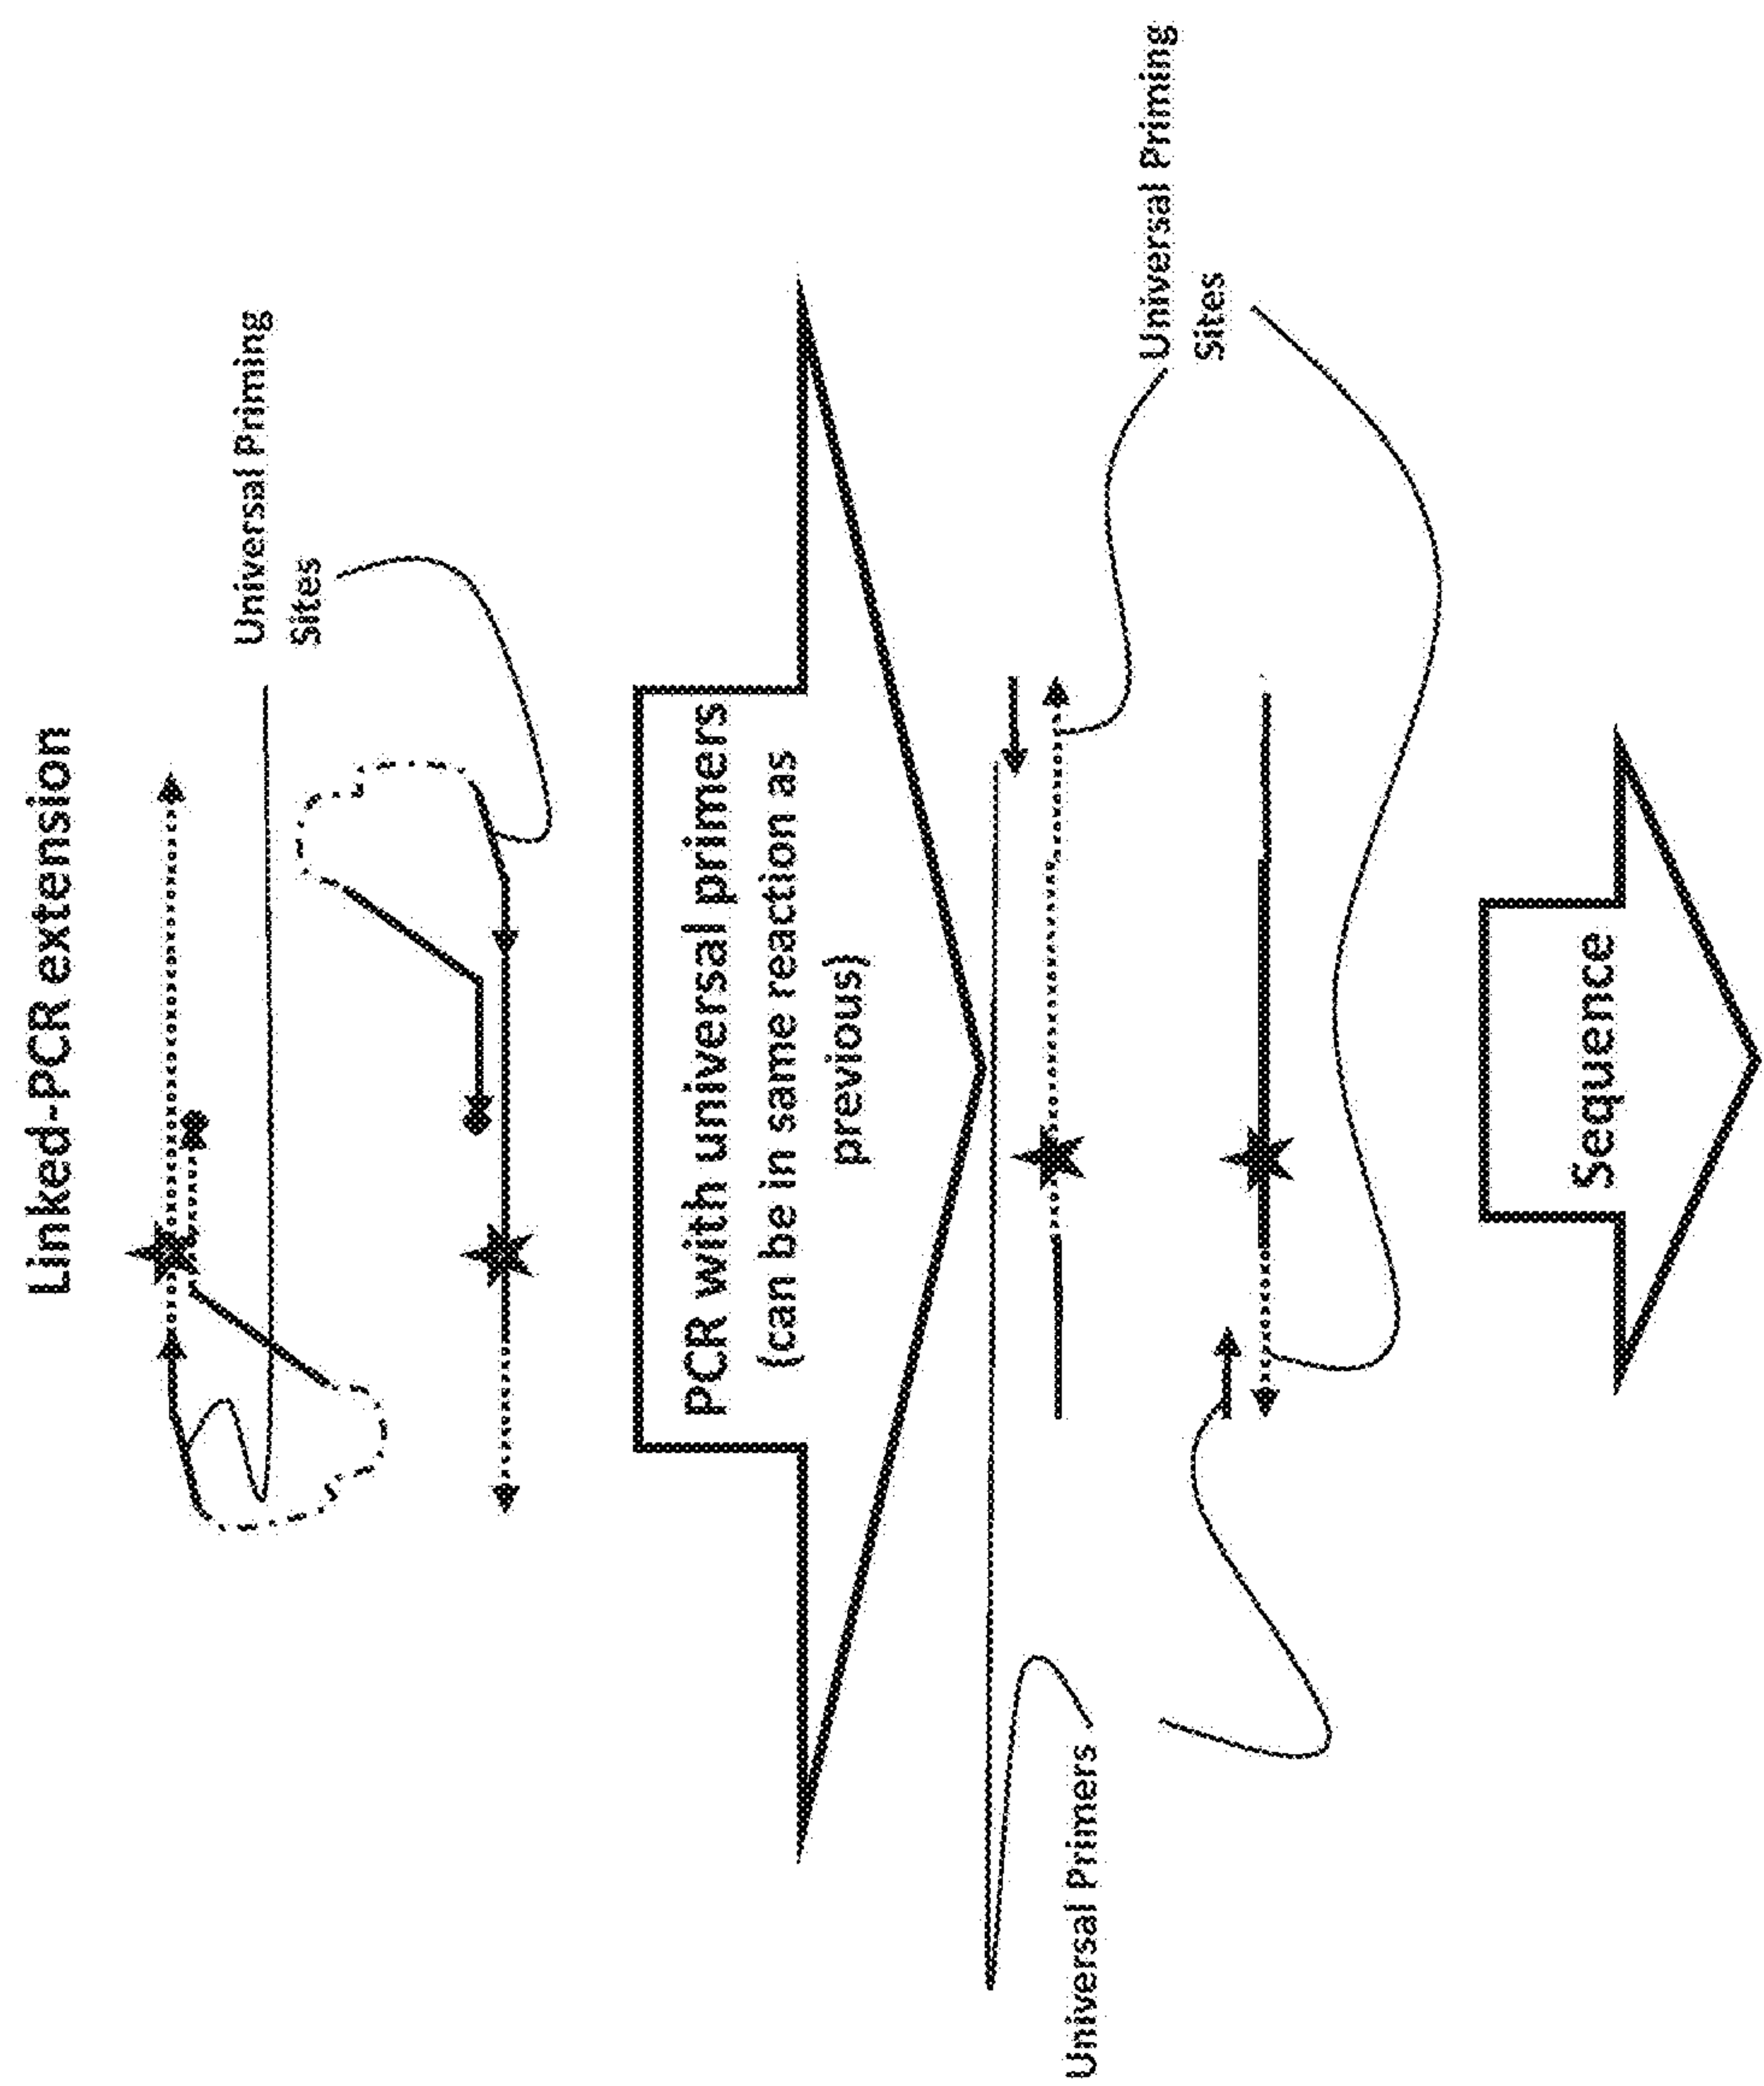 Linked-PCR extension
Universal Priming
Sites
PCR with universal primers
(can be in same reaction as
previous)
Universal Primers
Universal Priming
Sites
Sequence